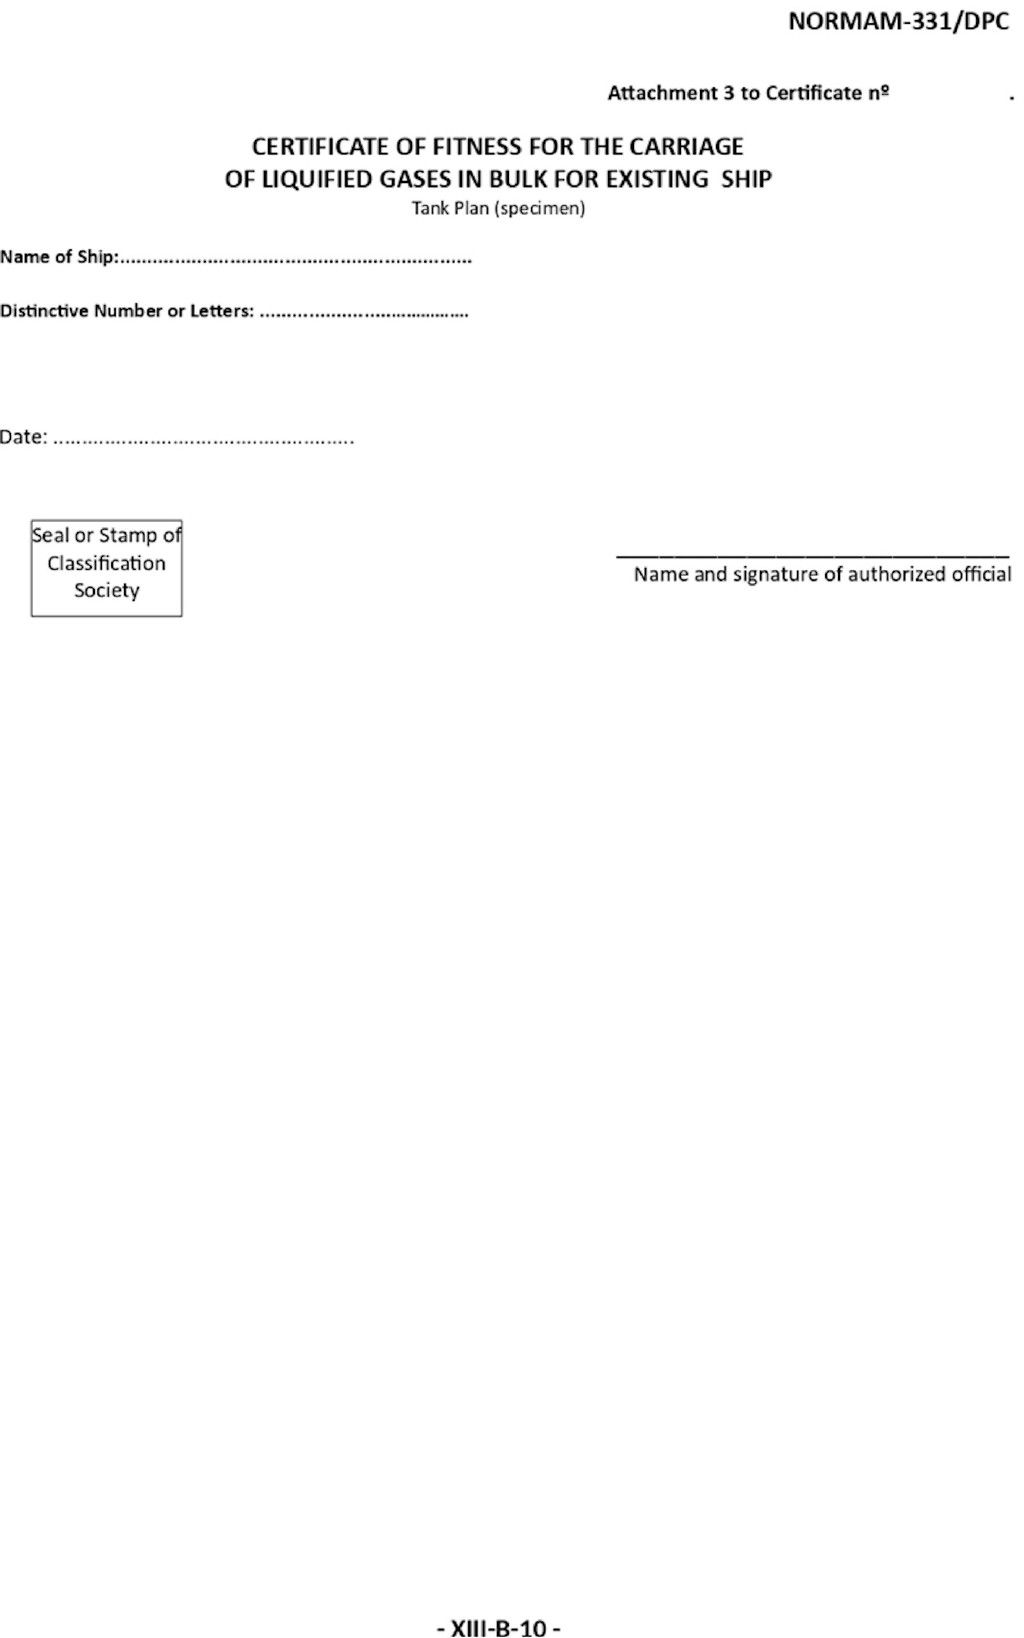 NORMAM-331/DPC
Attachment 3 to Certificate nº .
CERTIFICATE OF FITNESS FOR THE CARRIAGE
OF LIQUIFIED GASES IN BULK FOR EXISTING SHIP
Tank Plan (specimen)
Name of Ship:................................................................
Distinctive Number or Letters: ..........................................
Date: .....................................................
Seal or Stamp of
Classification
Society
Name and signature of authorized official
- XIII-B-10 -